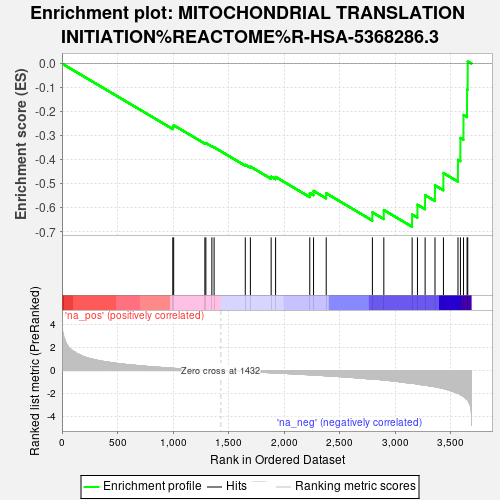 Enrichment plot: MITOCHONDRIAL TRANSLATION
INITIATION%REACTOME%R-HSA-5368286.3
Enrichment score (ES)
0.0
-0.1
-0.2
-0.3
-0.4
-0.5
-0.6
-0.7
Ranked list metric (PreRanked)
4
2
0
-2
-4
'na_pos' (positively correlated)
Zero cross at 1432
'na_neg' (negatively correlated)
0
500
1,000
1,500
2,000
2,500
3,000
3,500
Rank in Ordered Dataset
Enrichment profile
Hits
Ranking metric scores